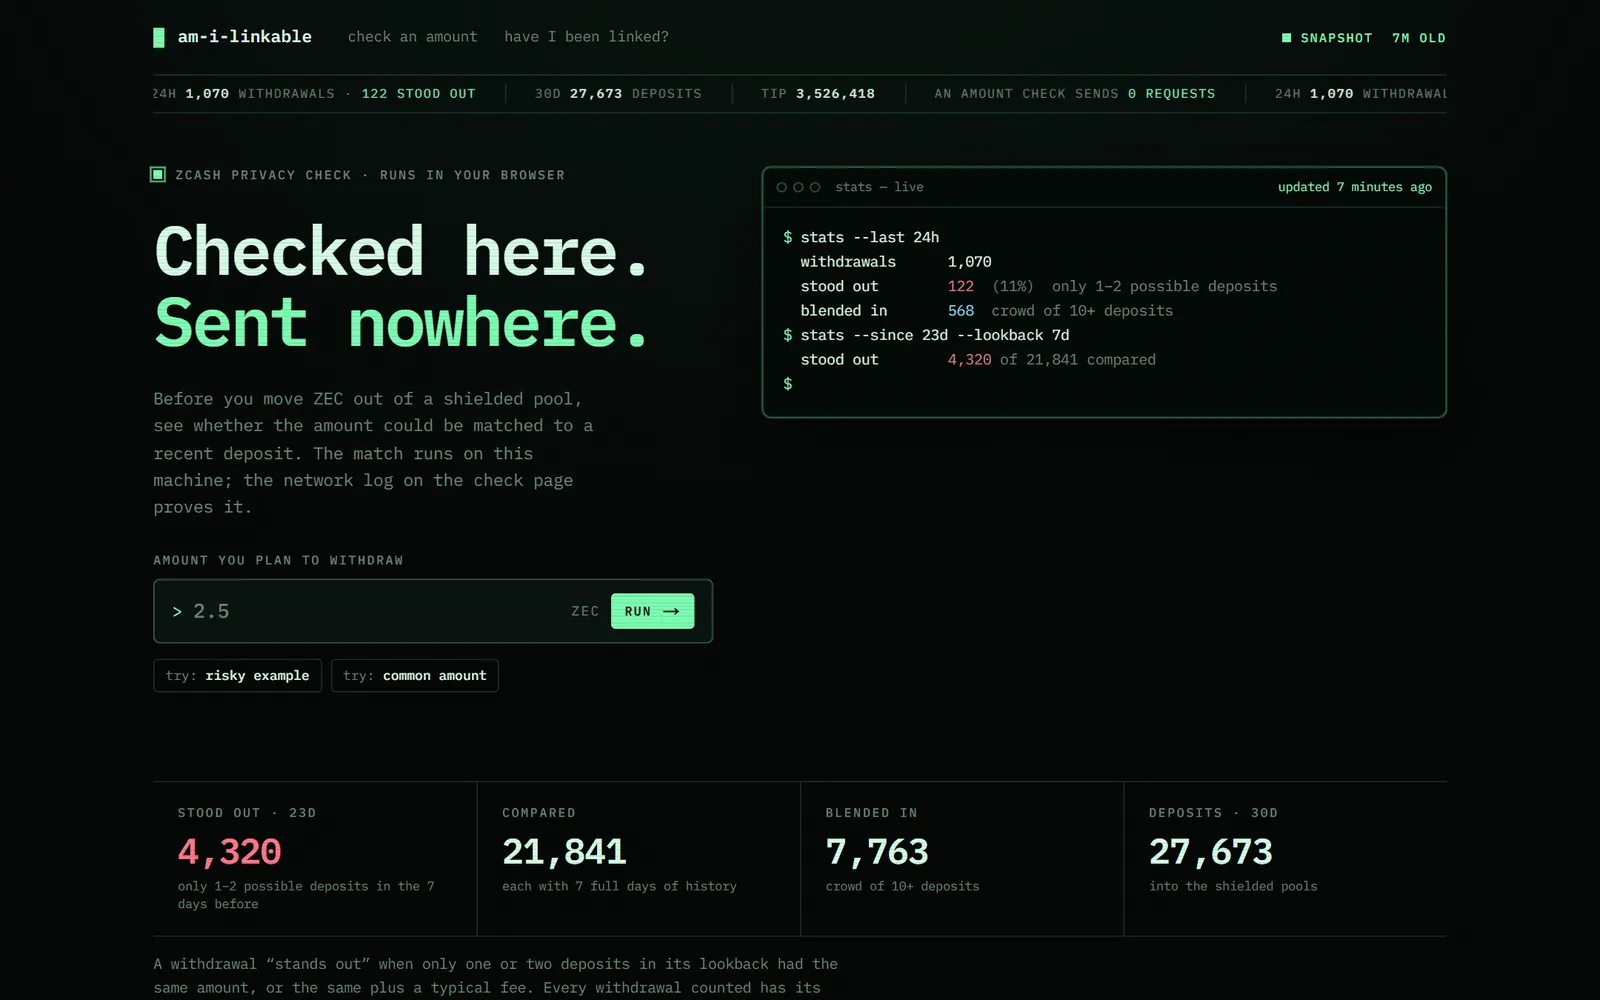 am-i-linkable check an amount have I been linked? SNAPSHOT 7M OLD
24H 1,070 WITHDRAWALS · 122 STOOD OUT 30D 27,673 DEPOSITS TIP 3,526,418 AN AMOUNT CHECK SENDS 0 REQUESTS 24H 1,070 WITHDRAWAL
ZCASH PRIVACY CHECK · RUNS IN YOUR BROWSER
Checked here.
Sent nowhere.
Before you move ZEC out of a shielded pool,
see whether the amount could be matched to a
recent deposit. The match runs on this
machine; the network log on the check page
proves it.
AMOUNT YOU PLAN TO WITHDRAW
> 2.5 ZEC RUN →
try: risky example try: common amount
stats — live updated 7 minutes ago
$ stats --last 24h
withdrawals 1,070
stood out 122 (11%) only 1–2 possible deposits
blended in 568 crowd of 10+ deposits
$ stats --since 23d --lookback 7d
stood out 4,320 of 21,841 compared
$
STOOD OUT · 23D
4,320
only 1–2 possible deposits in the 7
days before
COMPARED
21,841
each with 7 full days of history
BLENDED IN
7,763
crowd of 10+ deposits
DEPOSITS · 30D
27,673
into the shielded pools
A withdrawal “stands out” when only one or two deposits in its lookback had the
same amount, or the same plus a typical fee. Every withdrawal counted has its